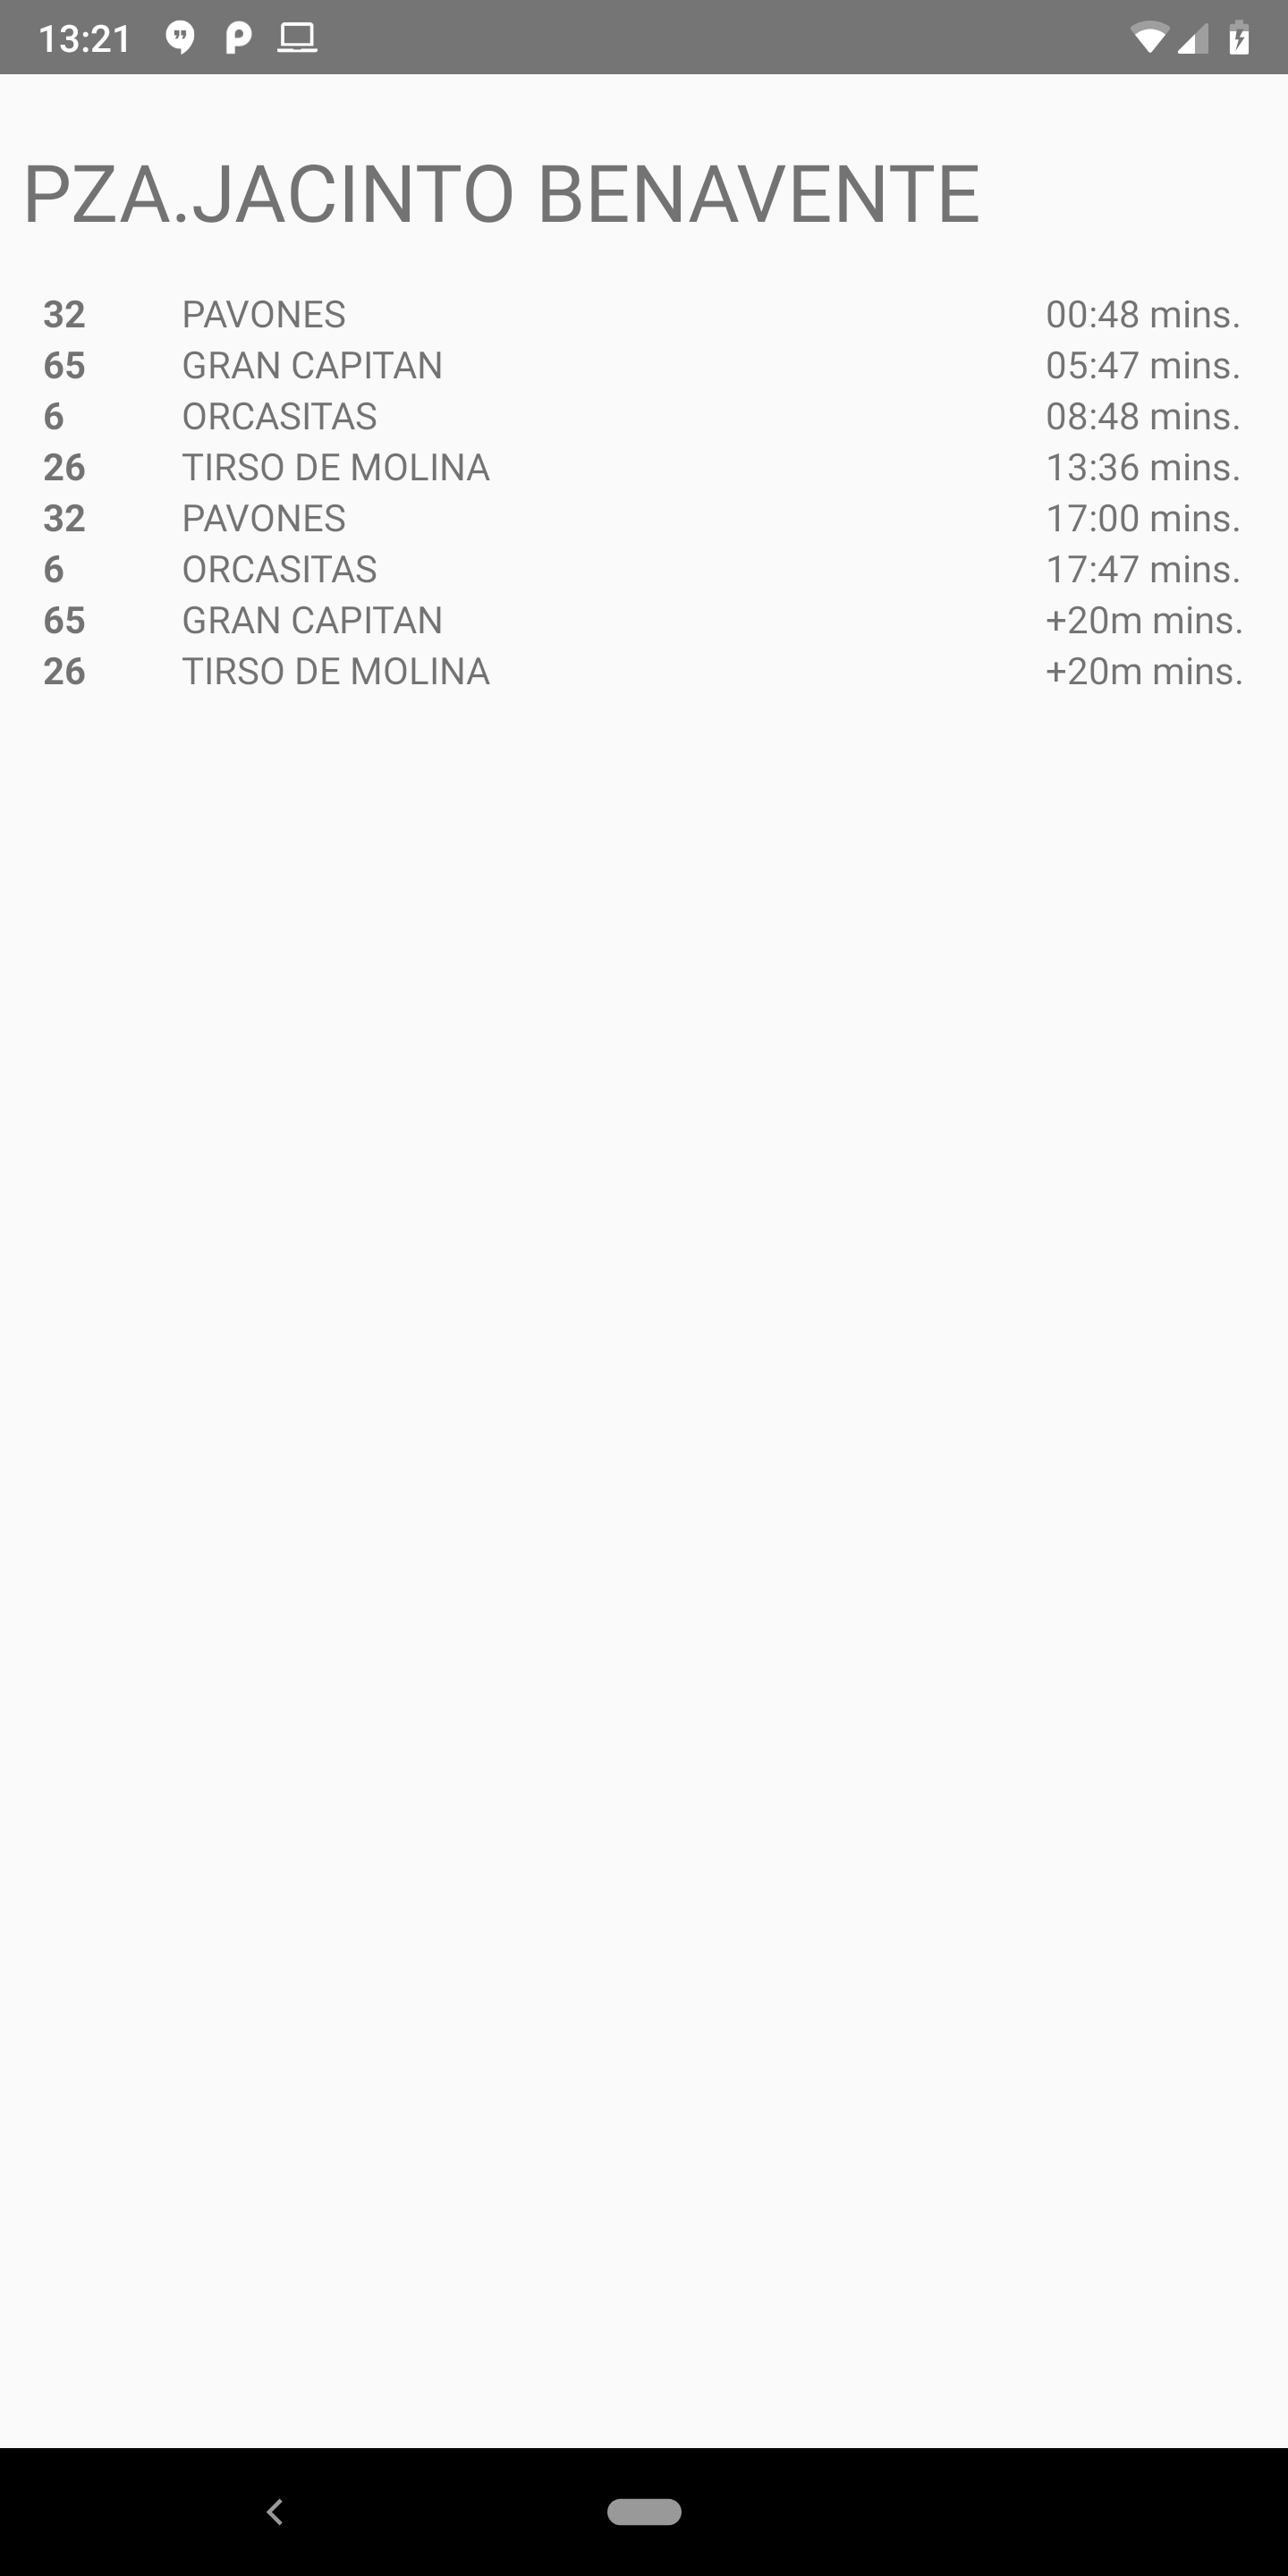 13:21
PZA.JACINTO BENAVENTE
32 PAVONES 00:48 mins.
65 GRAN CAPITAN 05:47 mins.
6 ORCASITAS 08:48 mins.
26 TIRSO DE MOLINA 13:36 mins.
32 PAVONES 17:00 mins.
6 ORCASITAS 17:47 mins.
65 GRAN CAPITAN +20m mins.
26 TIRSO DE MOLINA +20m mins.